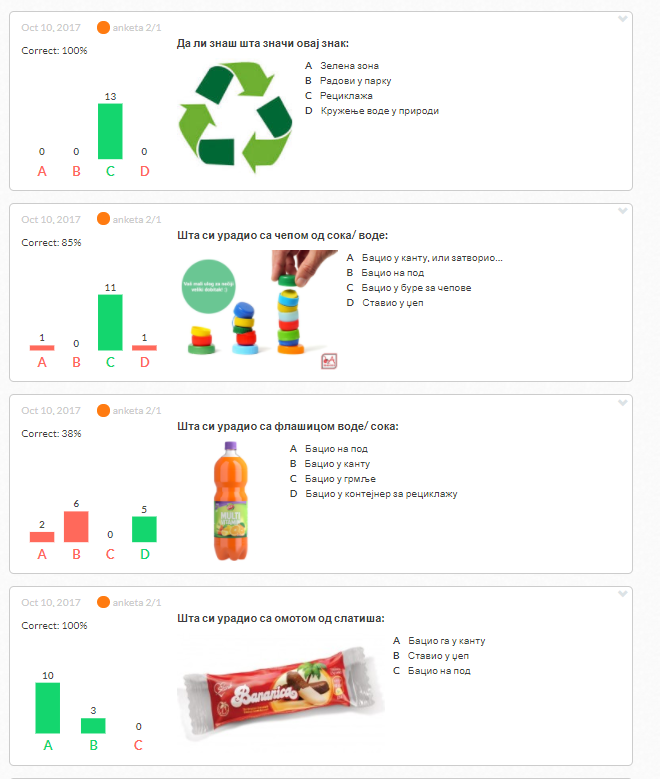 Oct 10, 2017 anketa 2/1
Correct: 100%
0 0 13 0
A B C D
Да ли знаш шта значи овај знак:
A Зелена зона
B Радови у парку
C Рециклажа
D Кружење воде у природи
Oct 10, 2017 anketa 2/1
Correct: 85%
1 0 11 1
A B C D
Шта си урадио са чепом од сока/ воде:
A Бацио у канту, или затворио...
B Бацио на под
C Бацио у буре за чепове
D Ставио у џеп
Oct 10, 2017 anketa 2/1
Correct: 38%
2 6 0 5
A B C D
Шта си урадио са флашицом воде/ сока:
MULTI
A Бацио на под
B Бацио у канту
C Бацио у грмље
D Бацио у контејнер за рециклажу
Oct 10, 2017 anketa 2/1
Correct: 100%
10 3 0
A B C
Шта си урадио са омотом од слатиша:
Bananica
A Бацио га у канту
B Ставио у џеп
C Бацио на под